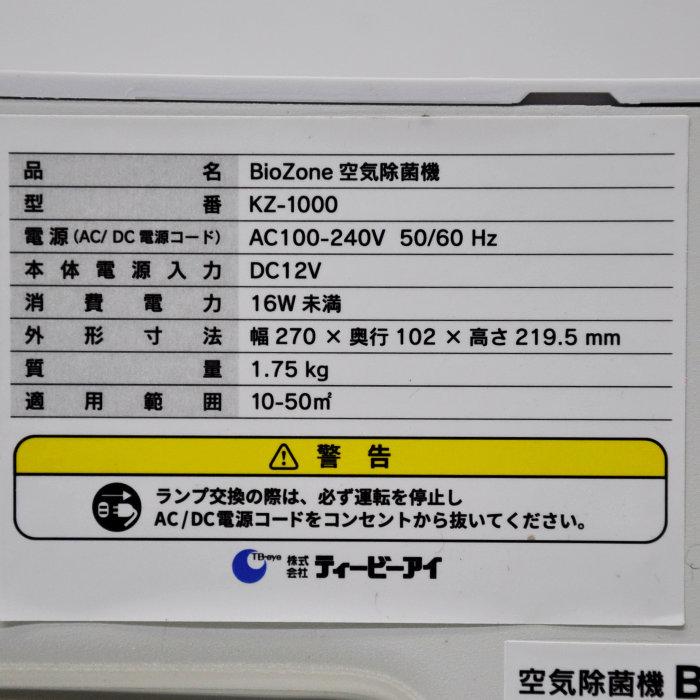 品名 BioZone 空気除菌機
型番 KZ-1000
電源(AC/DC電源コード) AC100-240V 50/60 Hz
本体電源入力 DC12V
消費電力 16W 未満
外形寸法 幅 270 × 奥行 102 × 高さ 219.5 mm
質量 1.75 kg
適用範囲 10-50㎡
警告
ランプ交換の際は、必ず運転を停止し
AC/DC電源コードをコンセントから抜いてください。
TB-eye 株式会社 ティービーアイ
空気除菌機 B